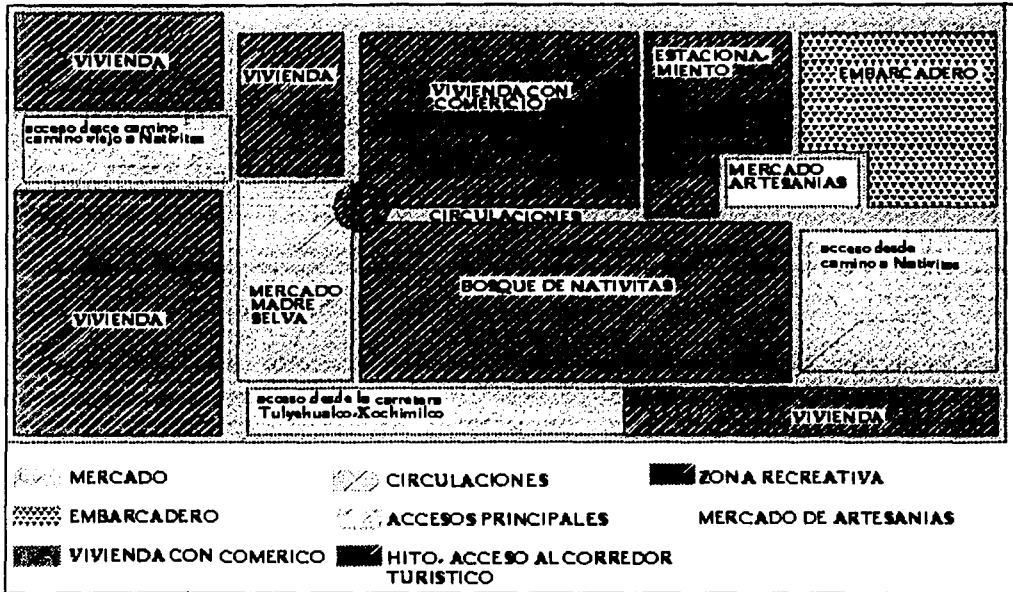 VIVIENDA
VIVIENDA
VIVIENDA CON
COMERICIO
ESTACIONA-
MIENTO
EMBARCADERO
acceso desce camino
camino viejo a Nativitas
MERCADO
ARTESANIAS
CIRCULACIONES
acceso desde
camino a Nativitas
VIVIENDA
MERCADO
MADRE
SELVA
BOSQUE DE NATIVITAS
acceso desde la carretera
Tulyehualco-Xochimilco
VIVIENDA
MERCADO
CIRCULACIONES
ZONA RECREATIVA
EMBARCADERO
ACCESOS PRINCIPALES
MERCADO DE ARTESANIAS
VIVIENDA CON COMERICO
HITO, ACCESO AL CORREDOR
TURISTICO